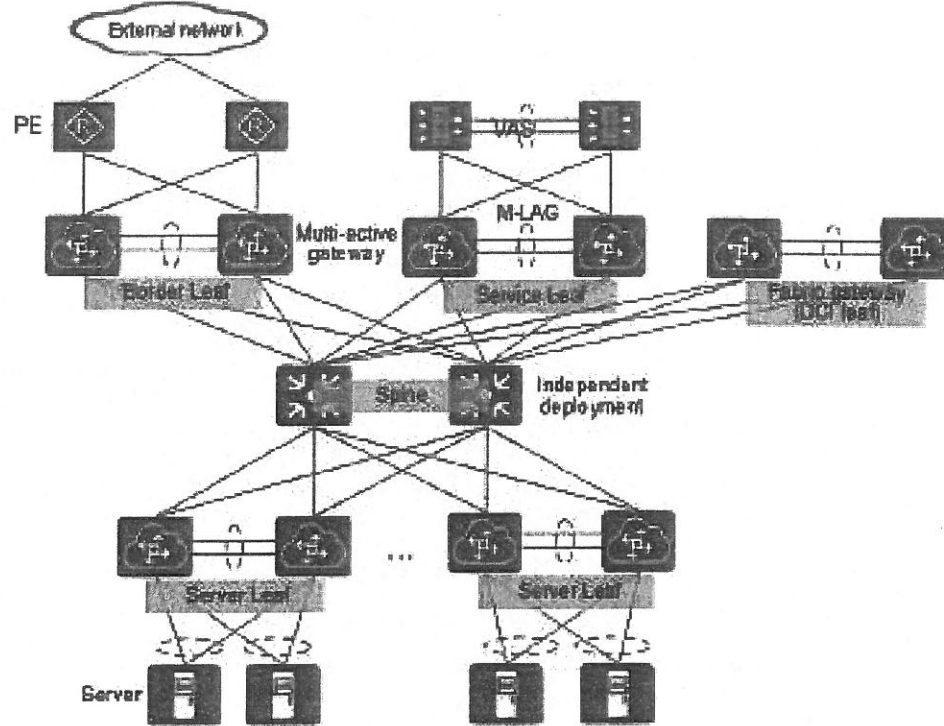 External network
PE
R
R
VAS
M-LAG
Multi-active
gateway
Border Leaf
Service Leaf
Fabric gateway
(DCI leaf)
Spine
Independent
deployment
...
Server Leaf
Server Leaf
Server